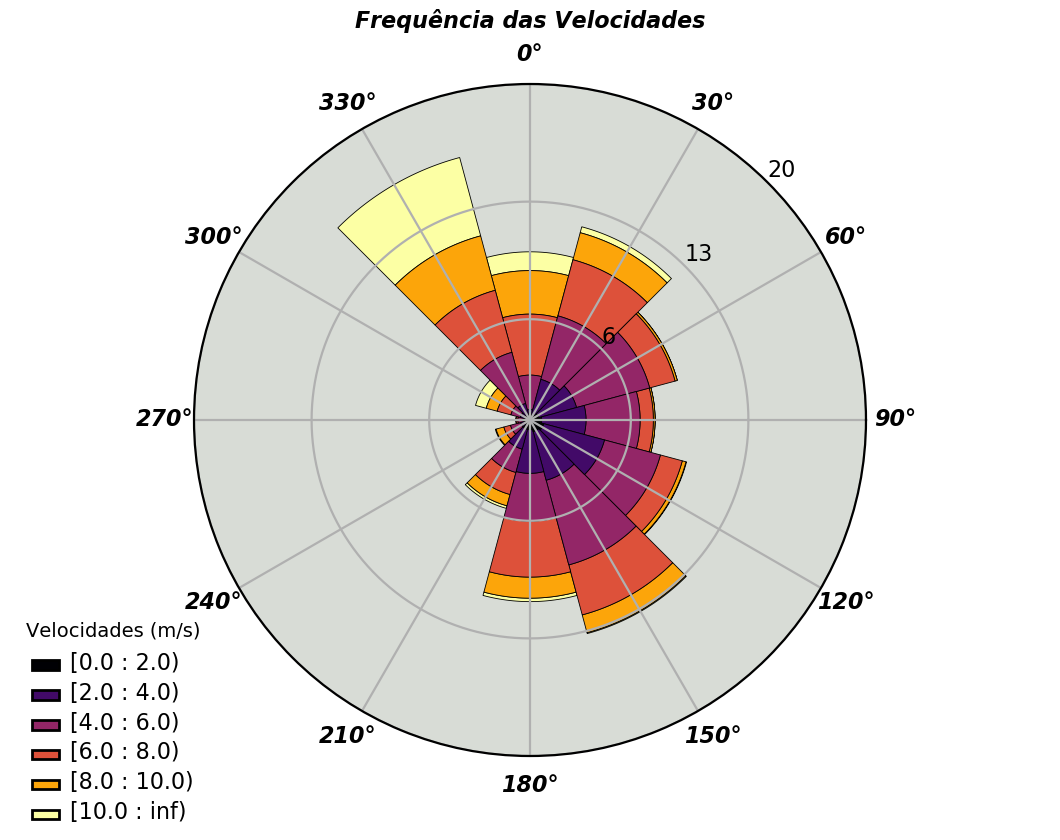 Frequência das Velocidades
0°
330°
30°
20
300°
60°
13
6
270°
90°
240°
120°
Velocidades (m/s)
[0.0 : 2.0)
[2.0 : 4.0)
[4.0 : 6.0)
210°
150°
[6.0 : 8.0)
180°
[8.0 : 10.0)
[10.0 : inf)